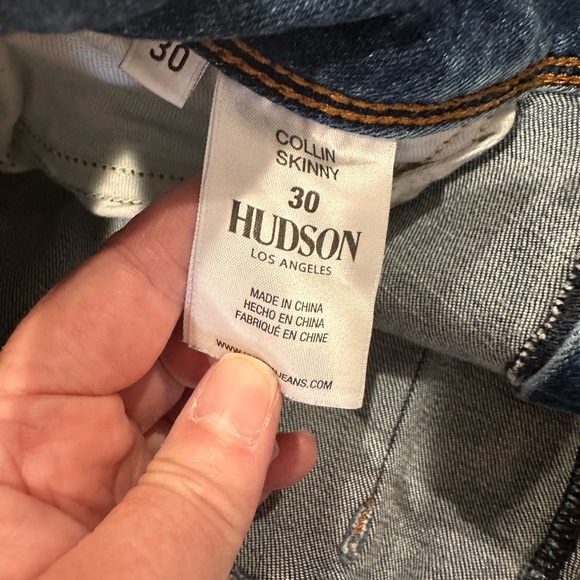 30
COLLIN
SKINNY
30
HUDSON
LOS ANGELES
MADE IN CHINA
HECHO EN CHINA
FABRIQUÉ EN CHINE